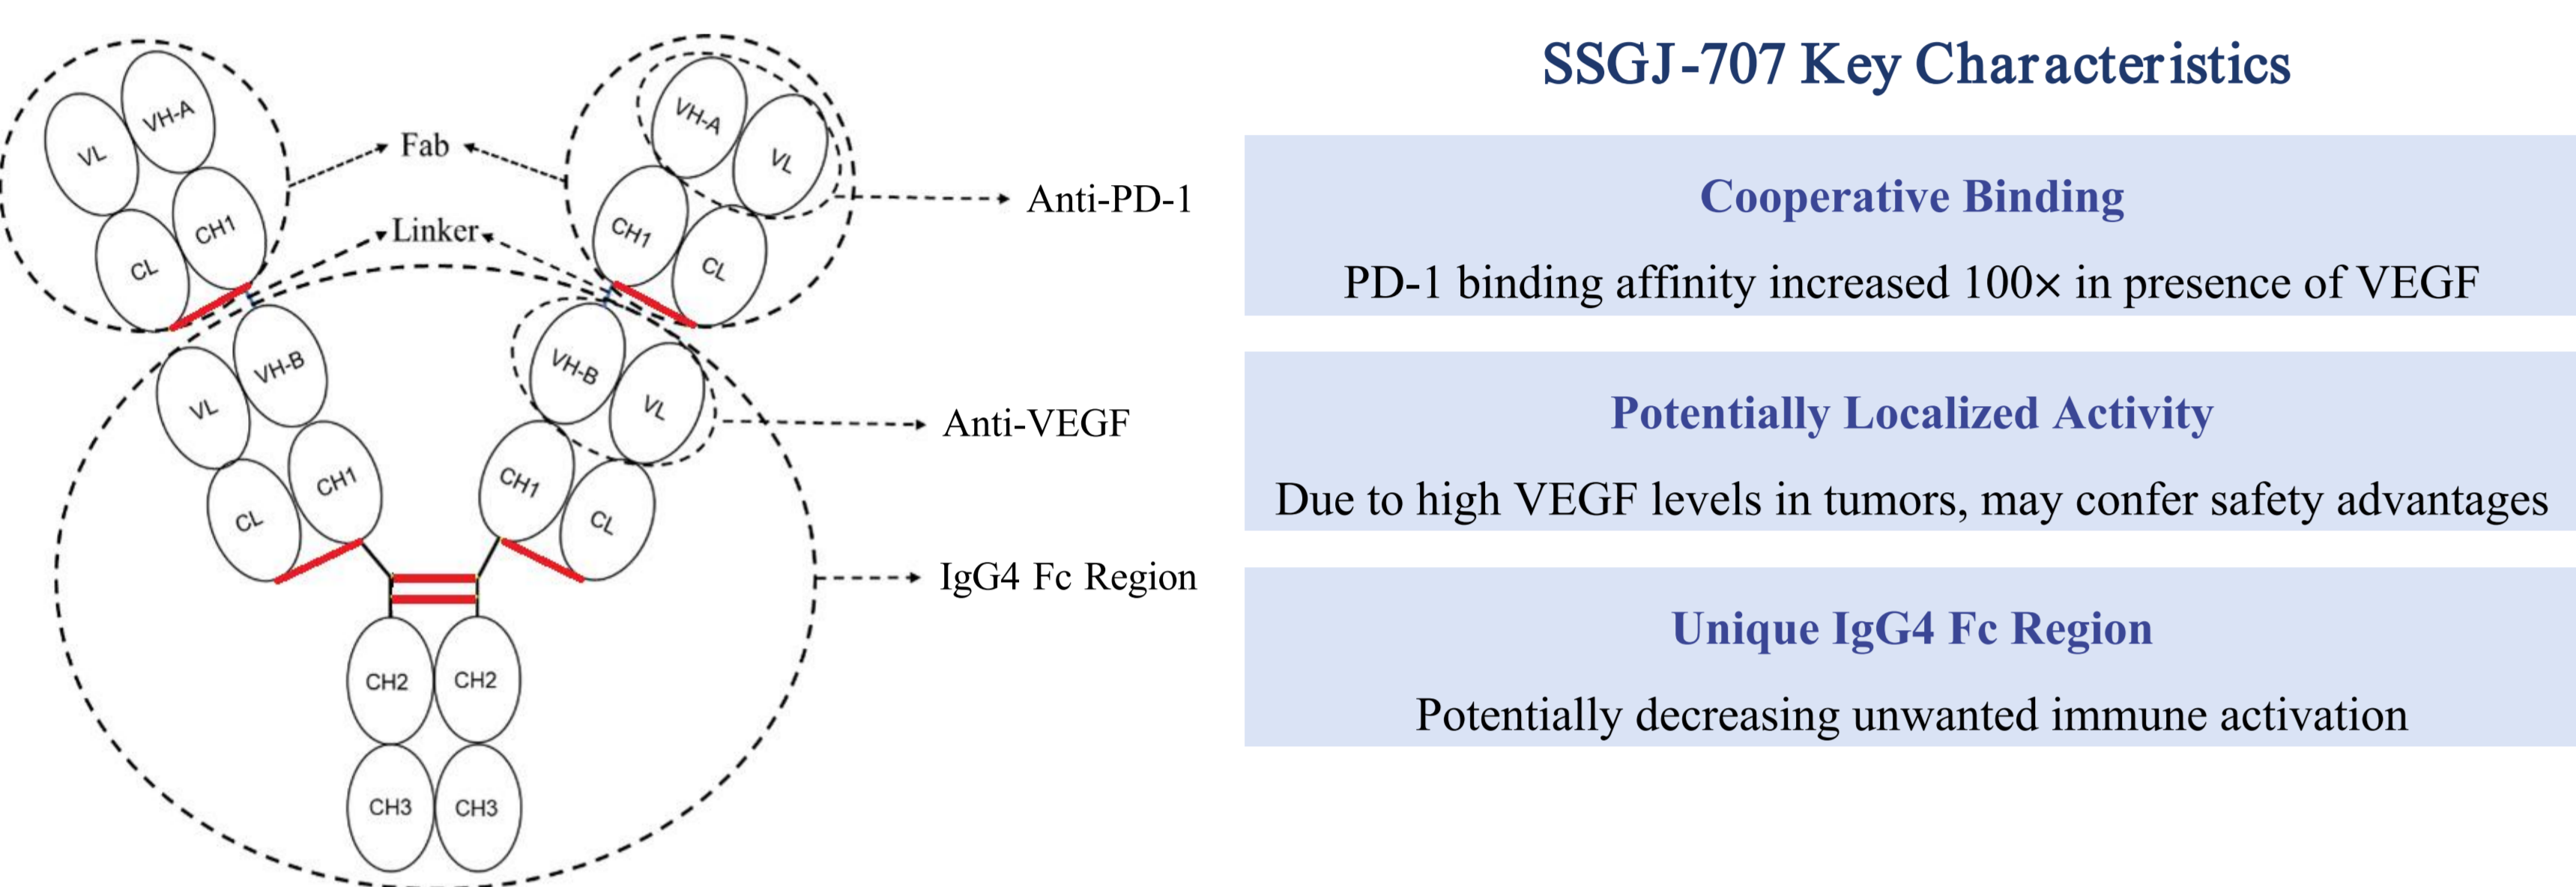 VH-A
VL
CH1
CL
VH-B
VL
CH1
CL
Fab
Linker
VH-A
VL
CH1
CL
VH-B
VL
CH1
CL
CH2 CH2
CH3 CH3
Anti-PD-1
Anti-VEGF
IgG4 Fc Region
SSGJ-707 Key Characteristics
Cooperative Binding
PD-1 binding affinity increased 100× in presence of VEGF
Potentially Localized Activity
Due to high VEGF levels in tumors, may confer safety advantages
Unique IgG4 Fc Region
Potentially decreasing unwanted immune activation